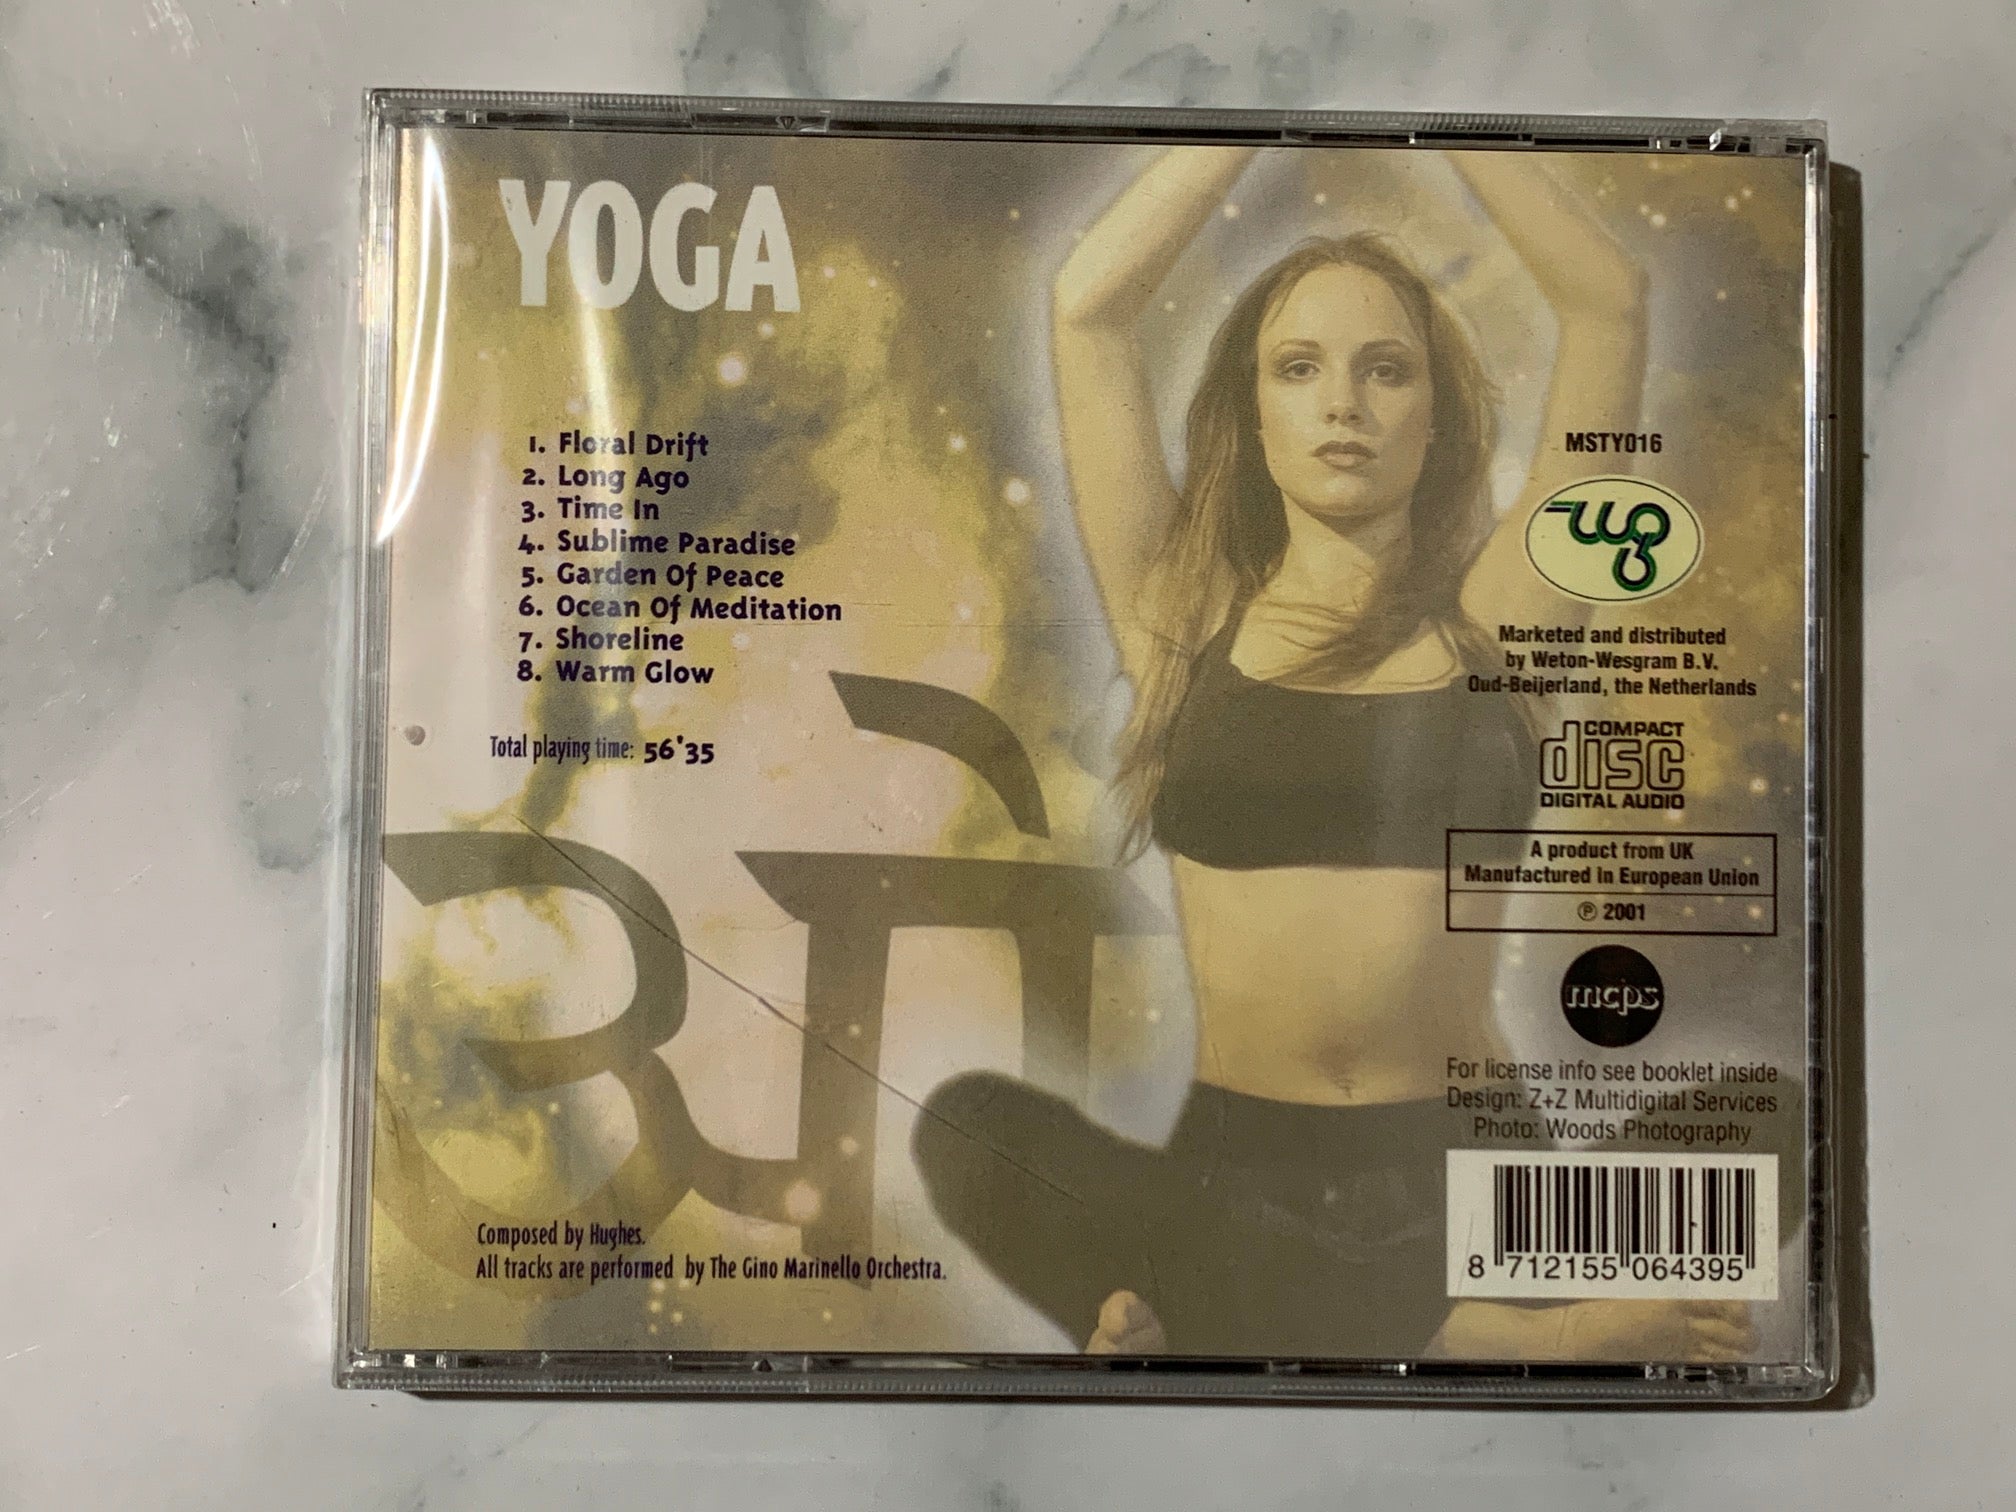 YOGA
1. Floral Drift
2. Long Ago
3. Time In
4. Sublime Paradise
5. Garden Of Peace
6. Ocean Of Meditation
7. Shoreline
8. Warm Glow
Total playing time: 56'35
Composed by Hughes.
All tracks are performed by The Gino Marinello Orchestra.
MSTY016
Marketed and distributed
by Weton-Wesgram B.V.
Oud-Beijerland, the Netherlands
COMPACT
disc
DIGITAL AUDIO
A product from UK
Manufactured in European Union
℗ 2001
mcps
For license info see booklet inside
Design: Z+Z Multidigital Services
Photo: Woods Photography
8 712155 064395